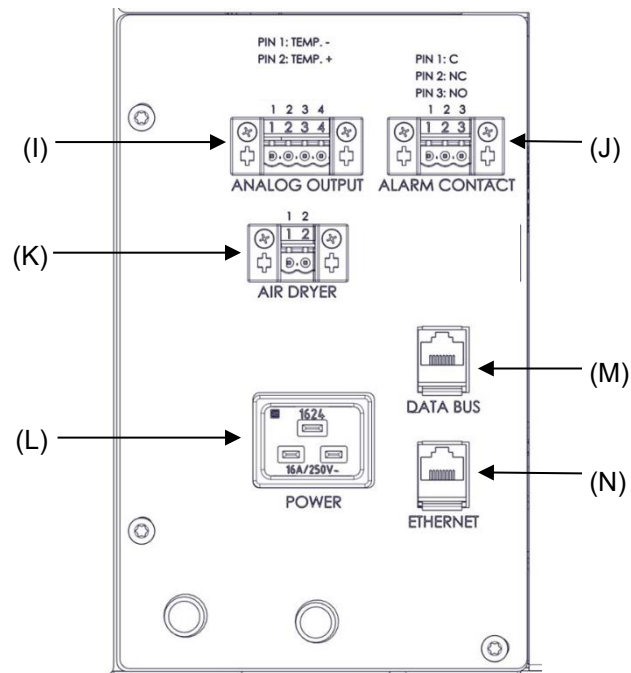 PIN 1: TEMP. -
PIN 2: TEMP. +
PIN 1: C
PIN 2: NC
PIN 3: NO
1 2 3 4
1 2 3
1 2 3 4
1 2 3
(I)
(J)
ANALOG OUTPUT
ALARM CONTACT
1 2
1 2
(K)
AIR DRYER
(M)
DATA BUS
1624
(L)
16A/250V~
POWER
(N)
ETHERNET